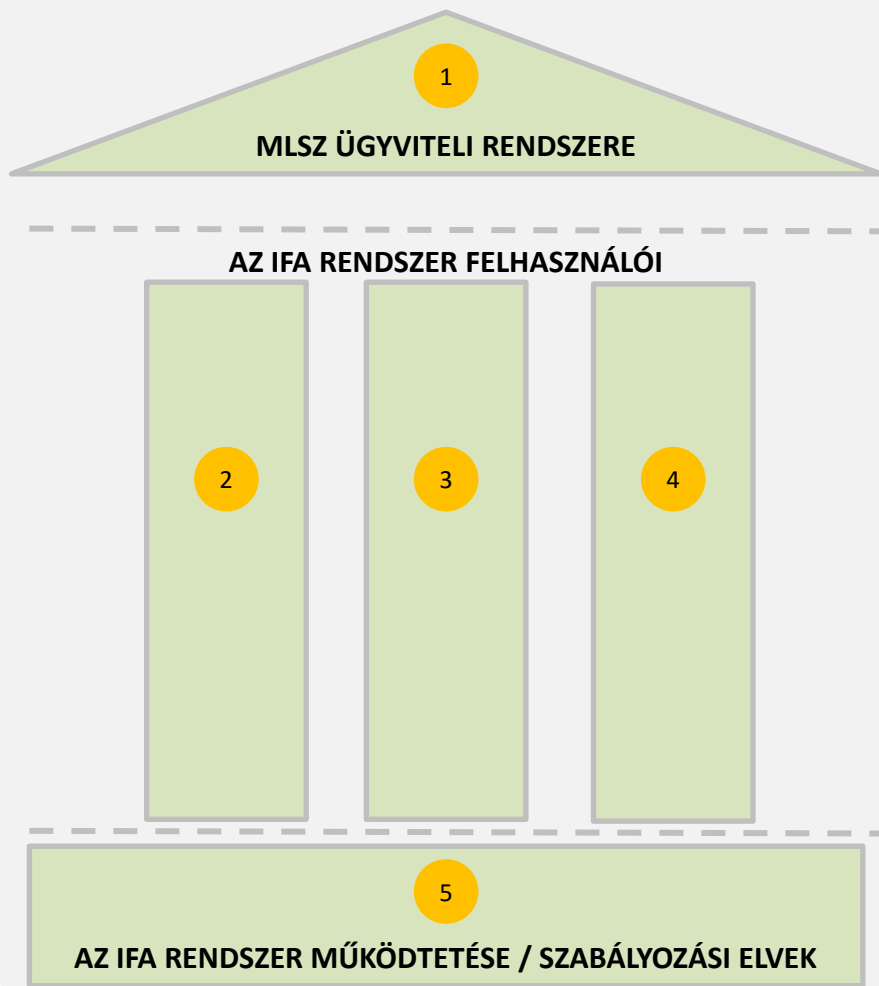 1
MLSZ ÜGYVITELI RENDSZERE
AZ IFA RENDSZER FELHASZNÁLÓI
2
3
4
5
AZ IFA RENDSZER MŰKÖDTETÉSE / SZABÁLYOZÁSI ELVEK